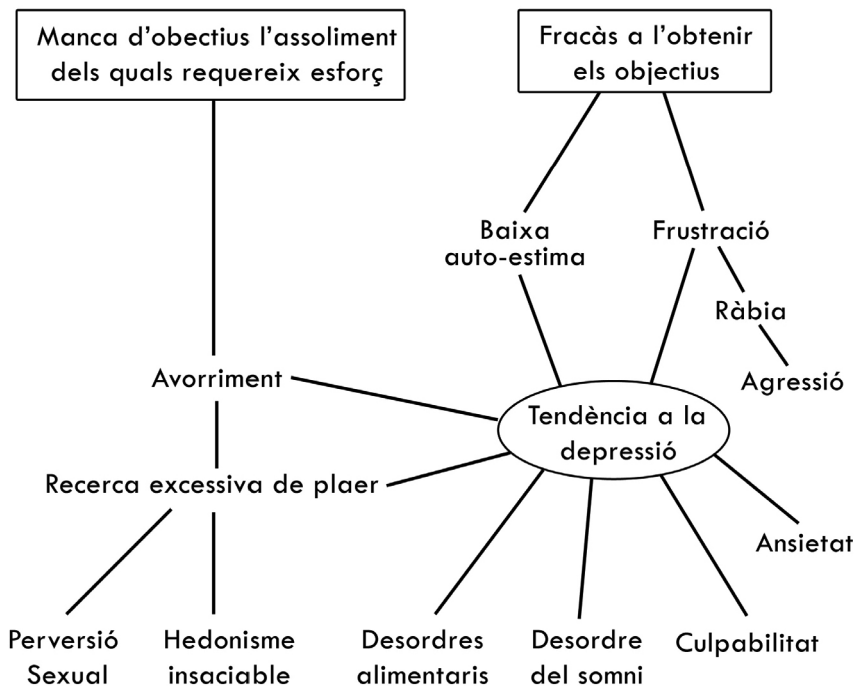 Manca d'obectius l'assoliment
dels quals requereix esforç
Fracàs a l'obtenir
els objectius
Baixa
auto-estima
Frustració
Ràbia
Agressió
Avorriment
Tendència a la
depressió
Recerca excessiva de plaer
Ansietat
Perversió
Sexual
Hedonisme
insaciable
Desordres
alimentaris
Desordre
del somni
Culpabilitat